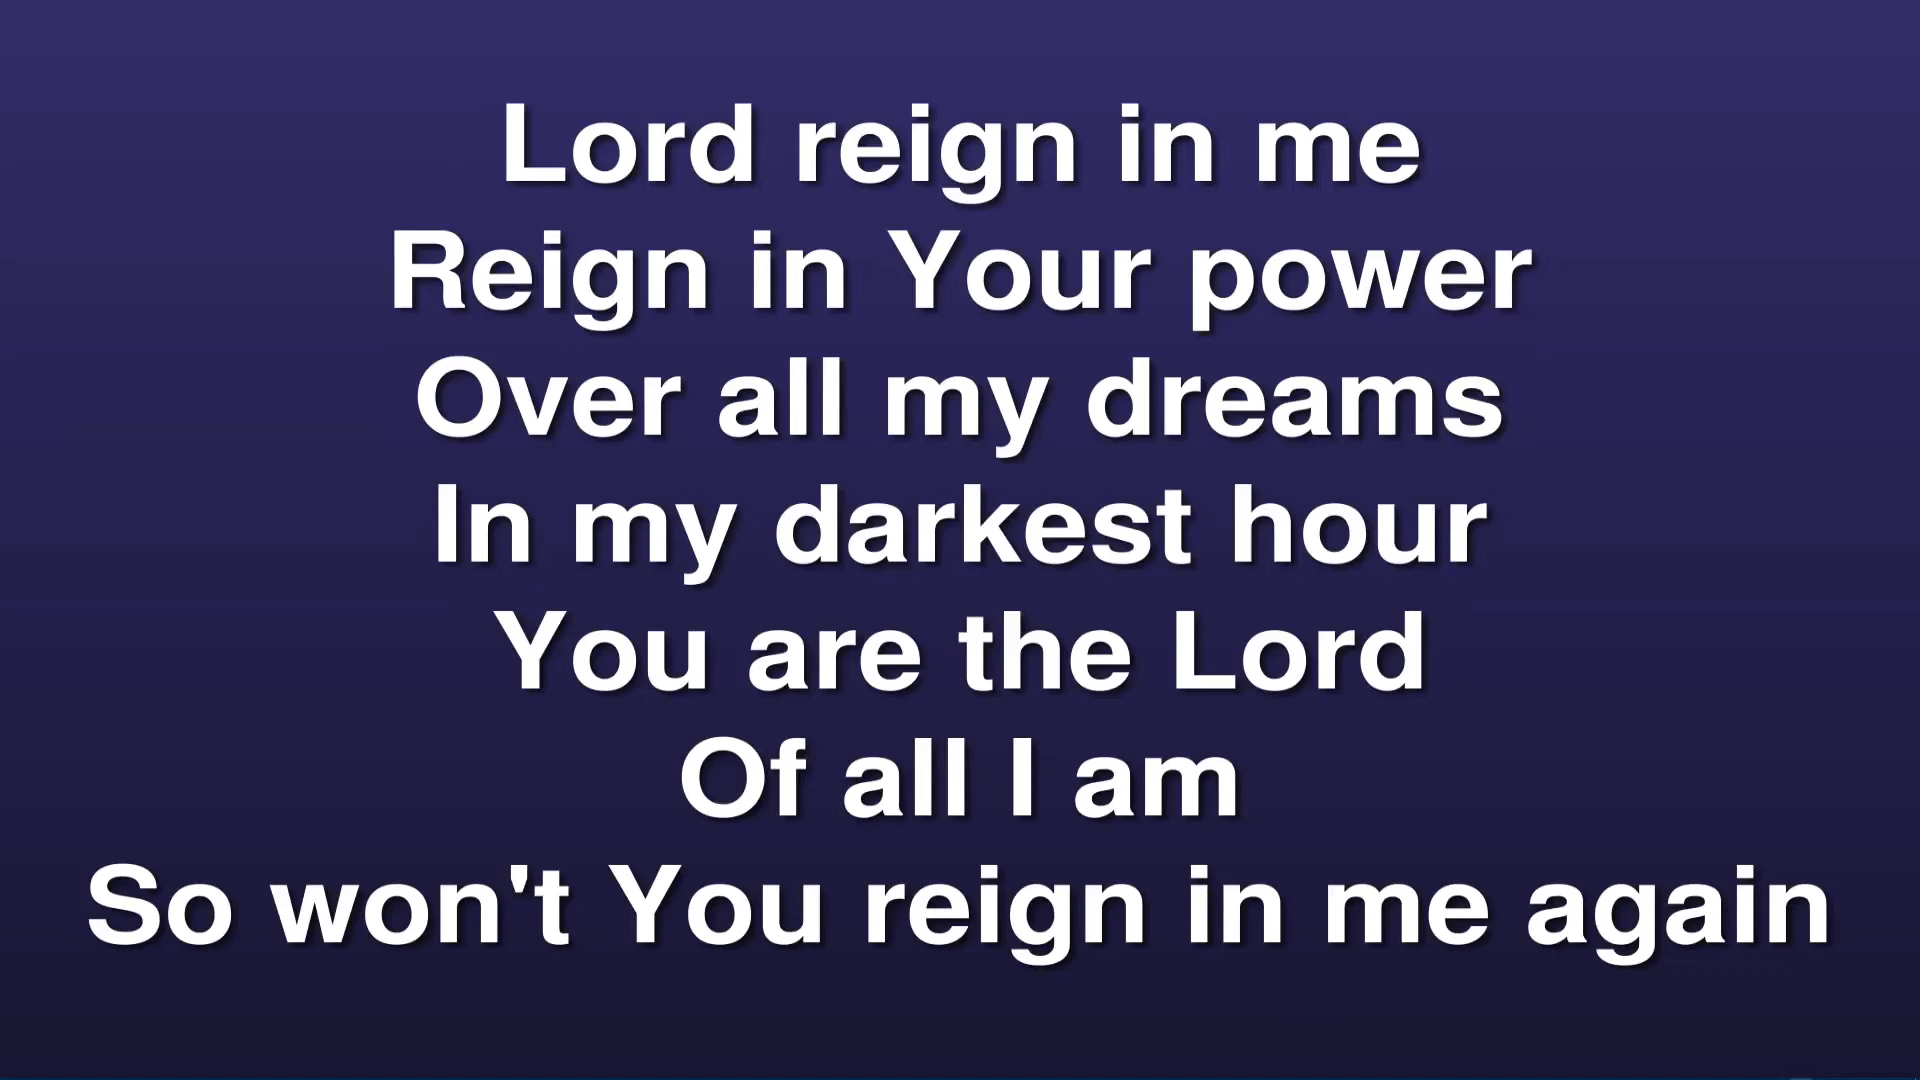 Lord reign in me
Reign in Your power
Over all my dreams
In my darkest hour
You are the Lord
Of all I am
So won't You reign in me again